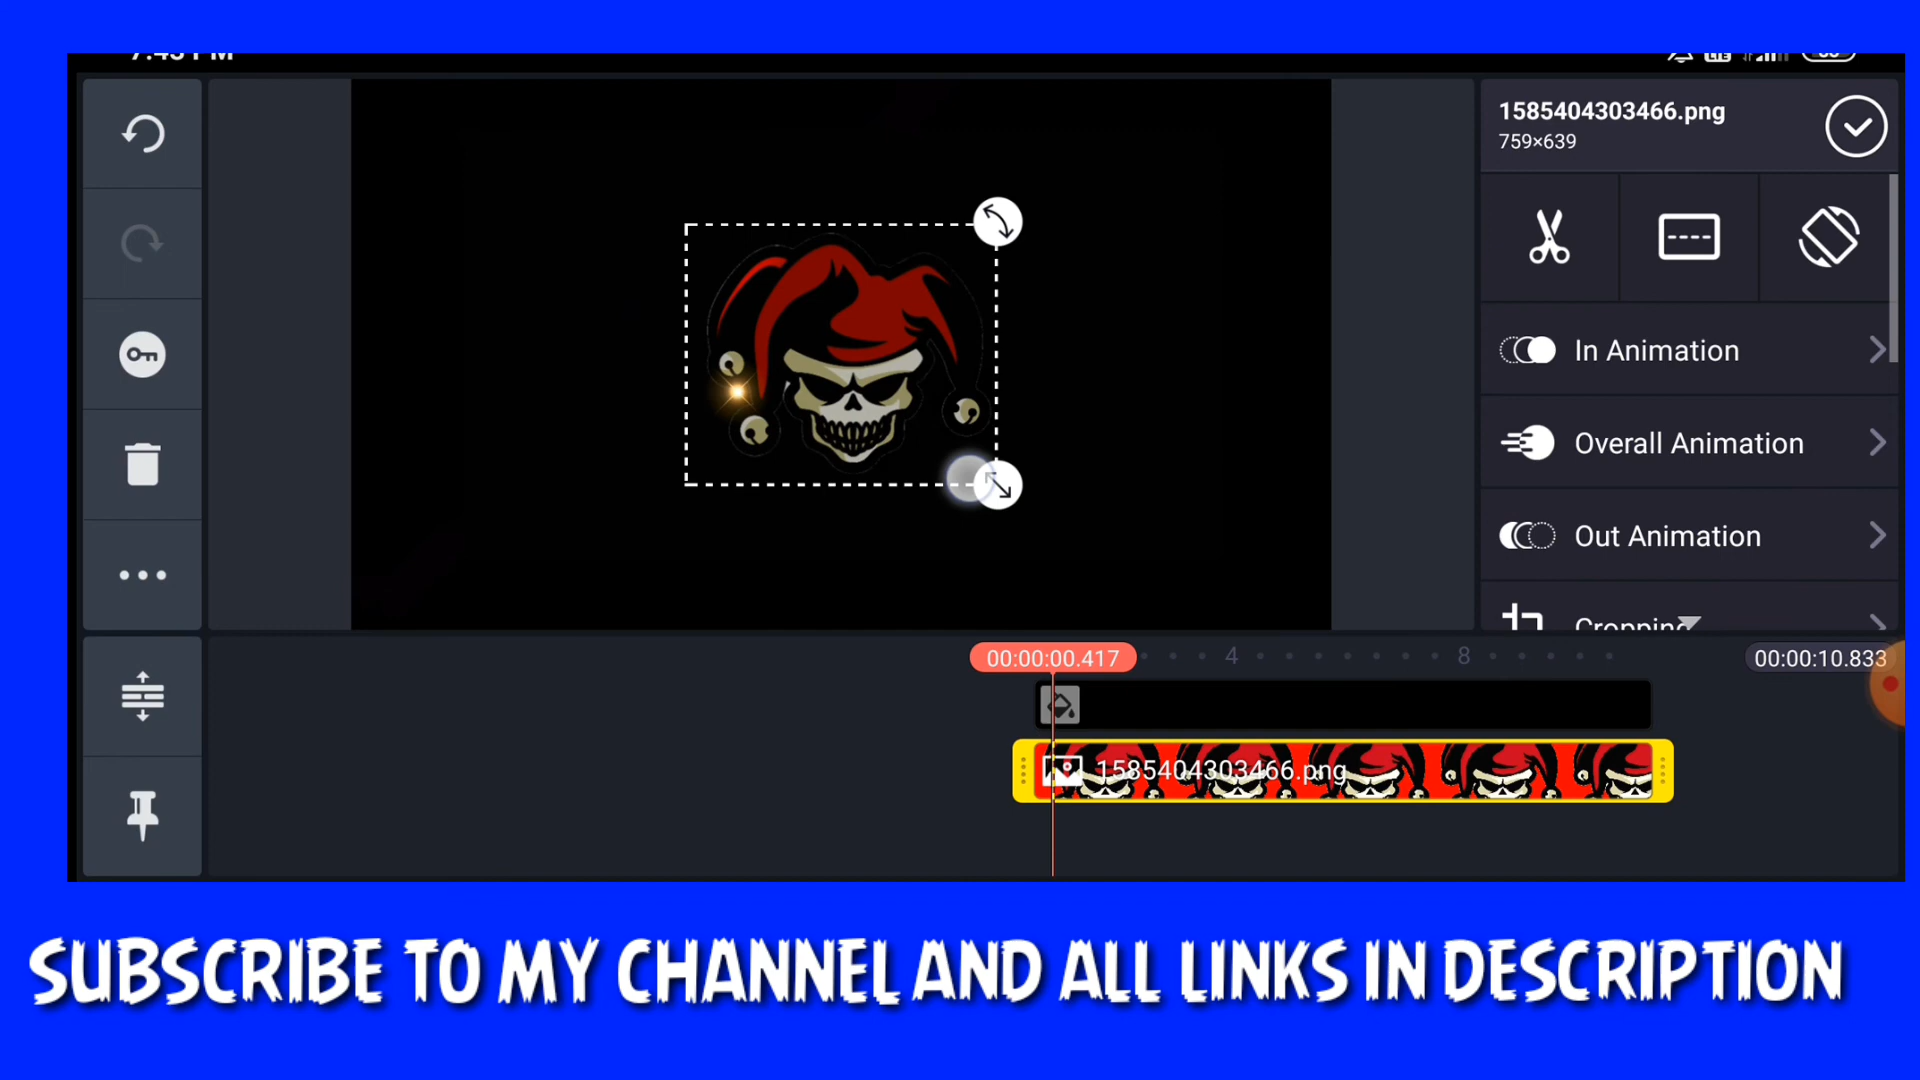 1585404303466.png
759×639
In Animation
Overall Animation
Out Animation
Cropping
00:00:00.417
4
8
00:00:10.833
1585404303466.png
SUBSCRIBE TO MY CHANNEL AND ALL LINKS IN DESCRIPTION